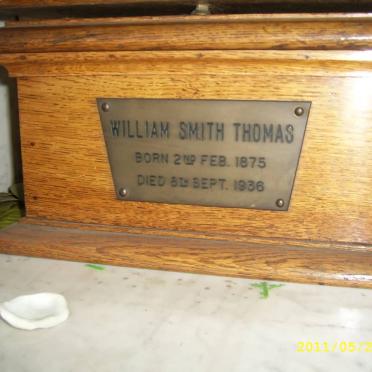 WILLIAM SMITH THOMAS
BORN 2ND FEB. 1875
DIED 8TH SEPT. 1936
2011/05/2